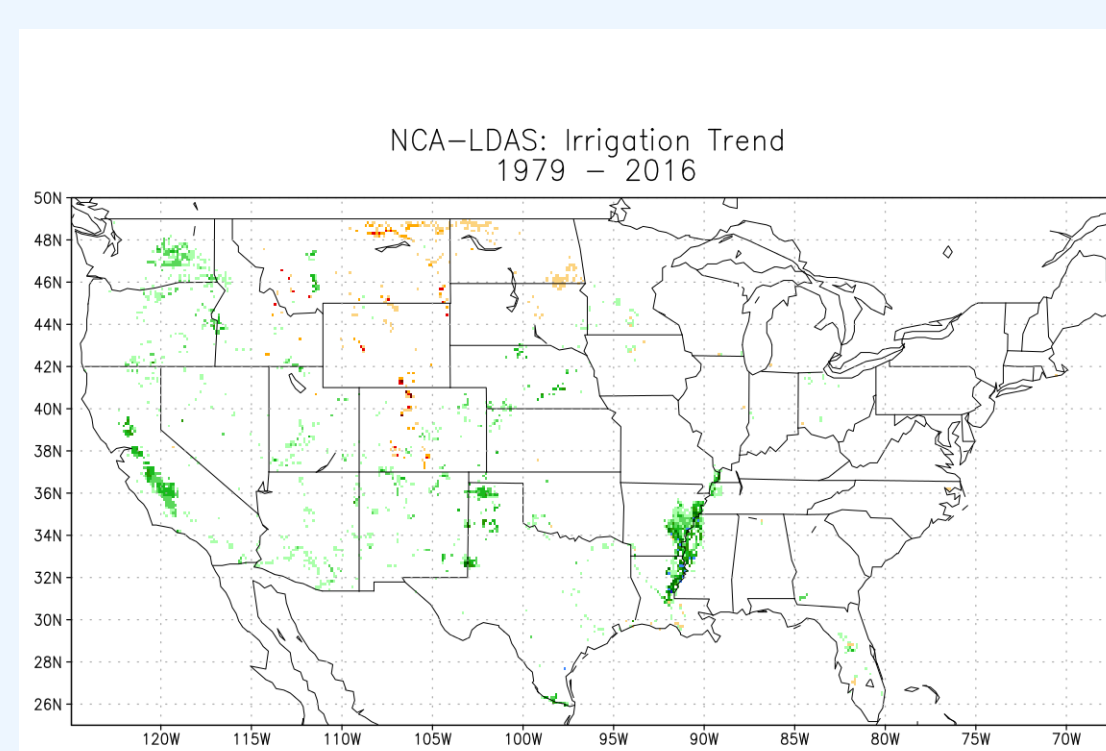 NCA-LDAS: Irrigation Trend
1979 - 2016
50N
48N
46N
44N
42N
40N
38N
36N
34N
32N
30N
28N
26N
120W 115W 110W 105W 100W 95W 90W 85W 80W 75W 70W